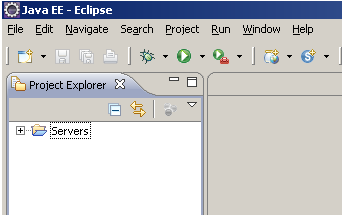 Java EE - Eclipse
File Edit Navigate Search Project Run Window Help
Project Explorer
Servers